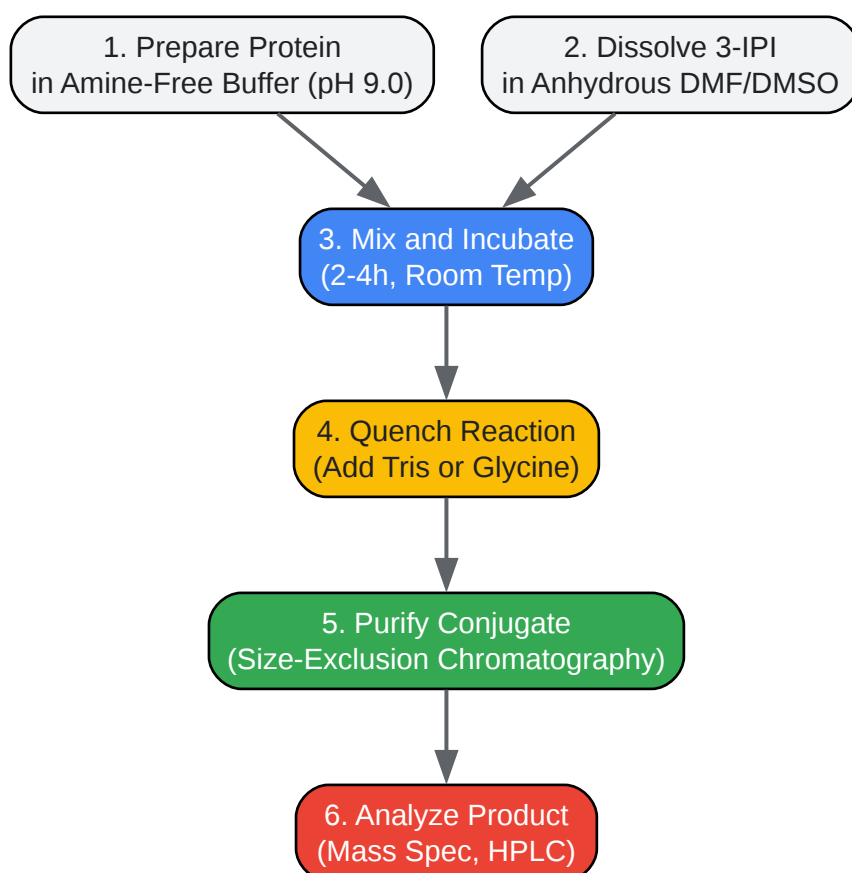 1. Prepare Protein
in Amine-Free Buffer (pH 9.0)
2. Dissolve 3-IPI
in Anhydrous DMF/DMSO
3. Mix and Incubate
(2-4h, Room Temp)
4. Quench Reaction
(Add Tris or Glycine)
5. Purify Conjugate
(Size-Exclusion Chromatography)
6. Analyze Product
(Mass Spec, HPLC)